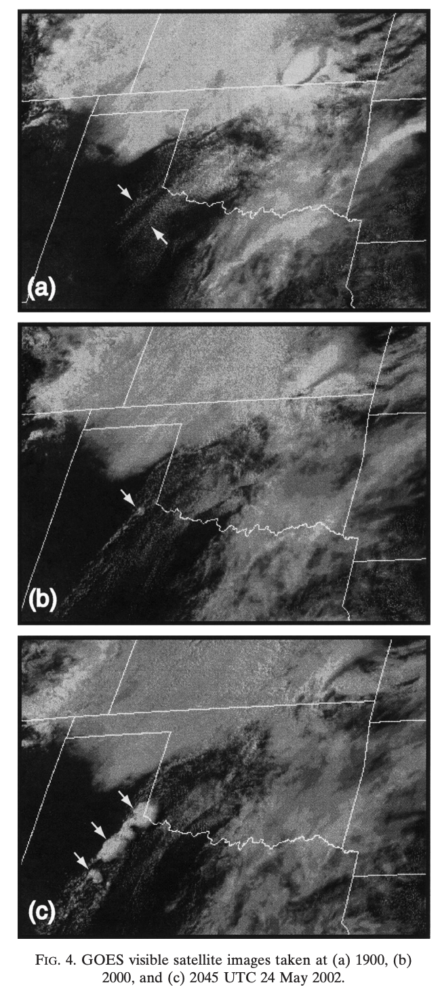 (a)
(b)
(c)
FIG. 4. GOES visible satellite images taken at (a) 1900, (b)
2000, and (c) 2045 UTC 24 May 2002.